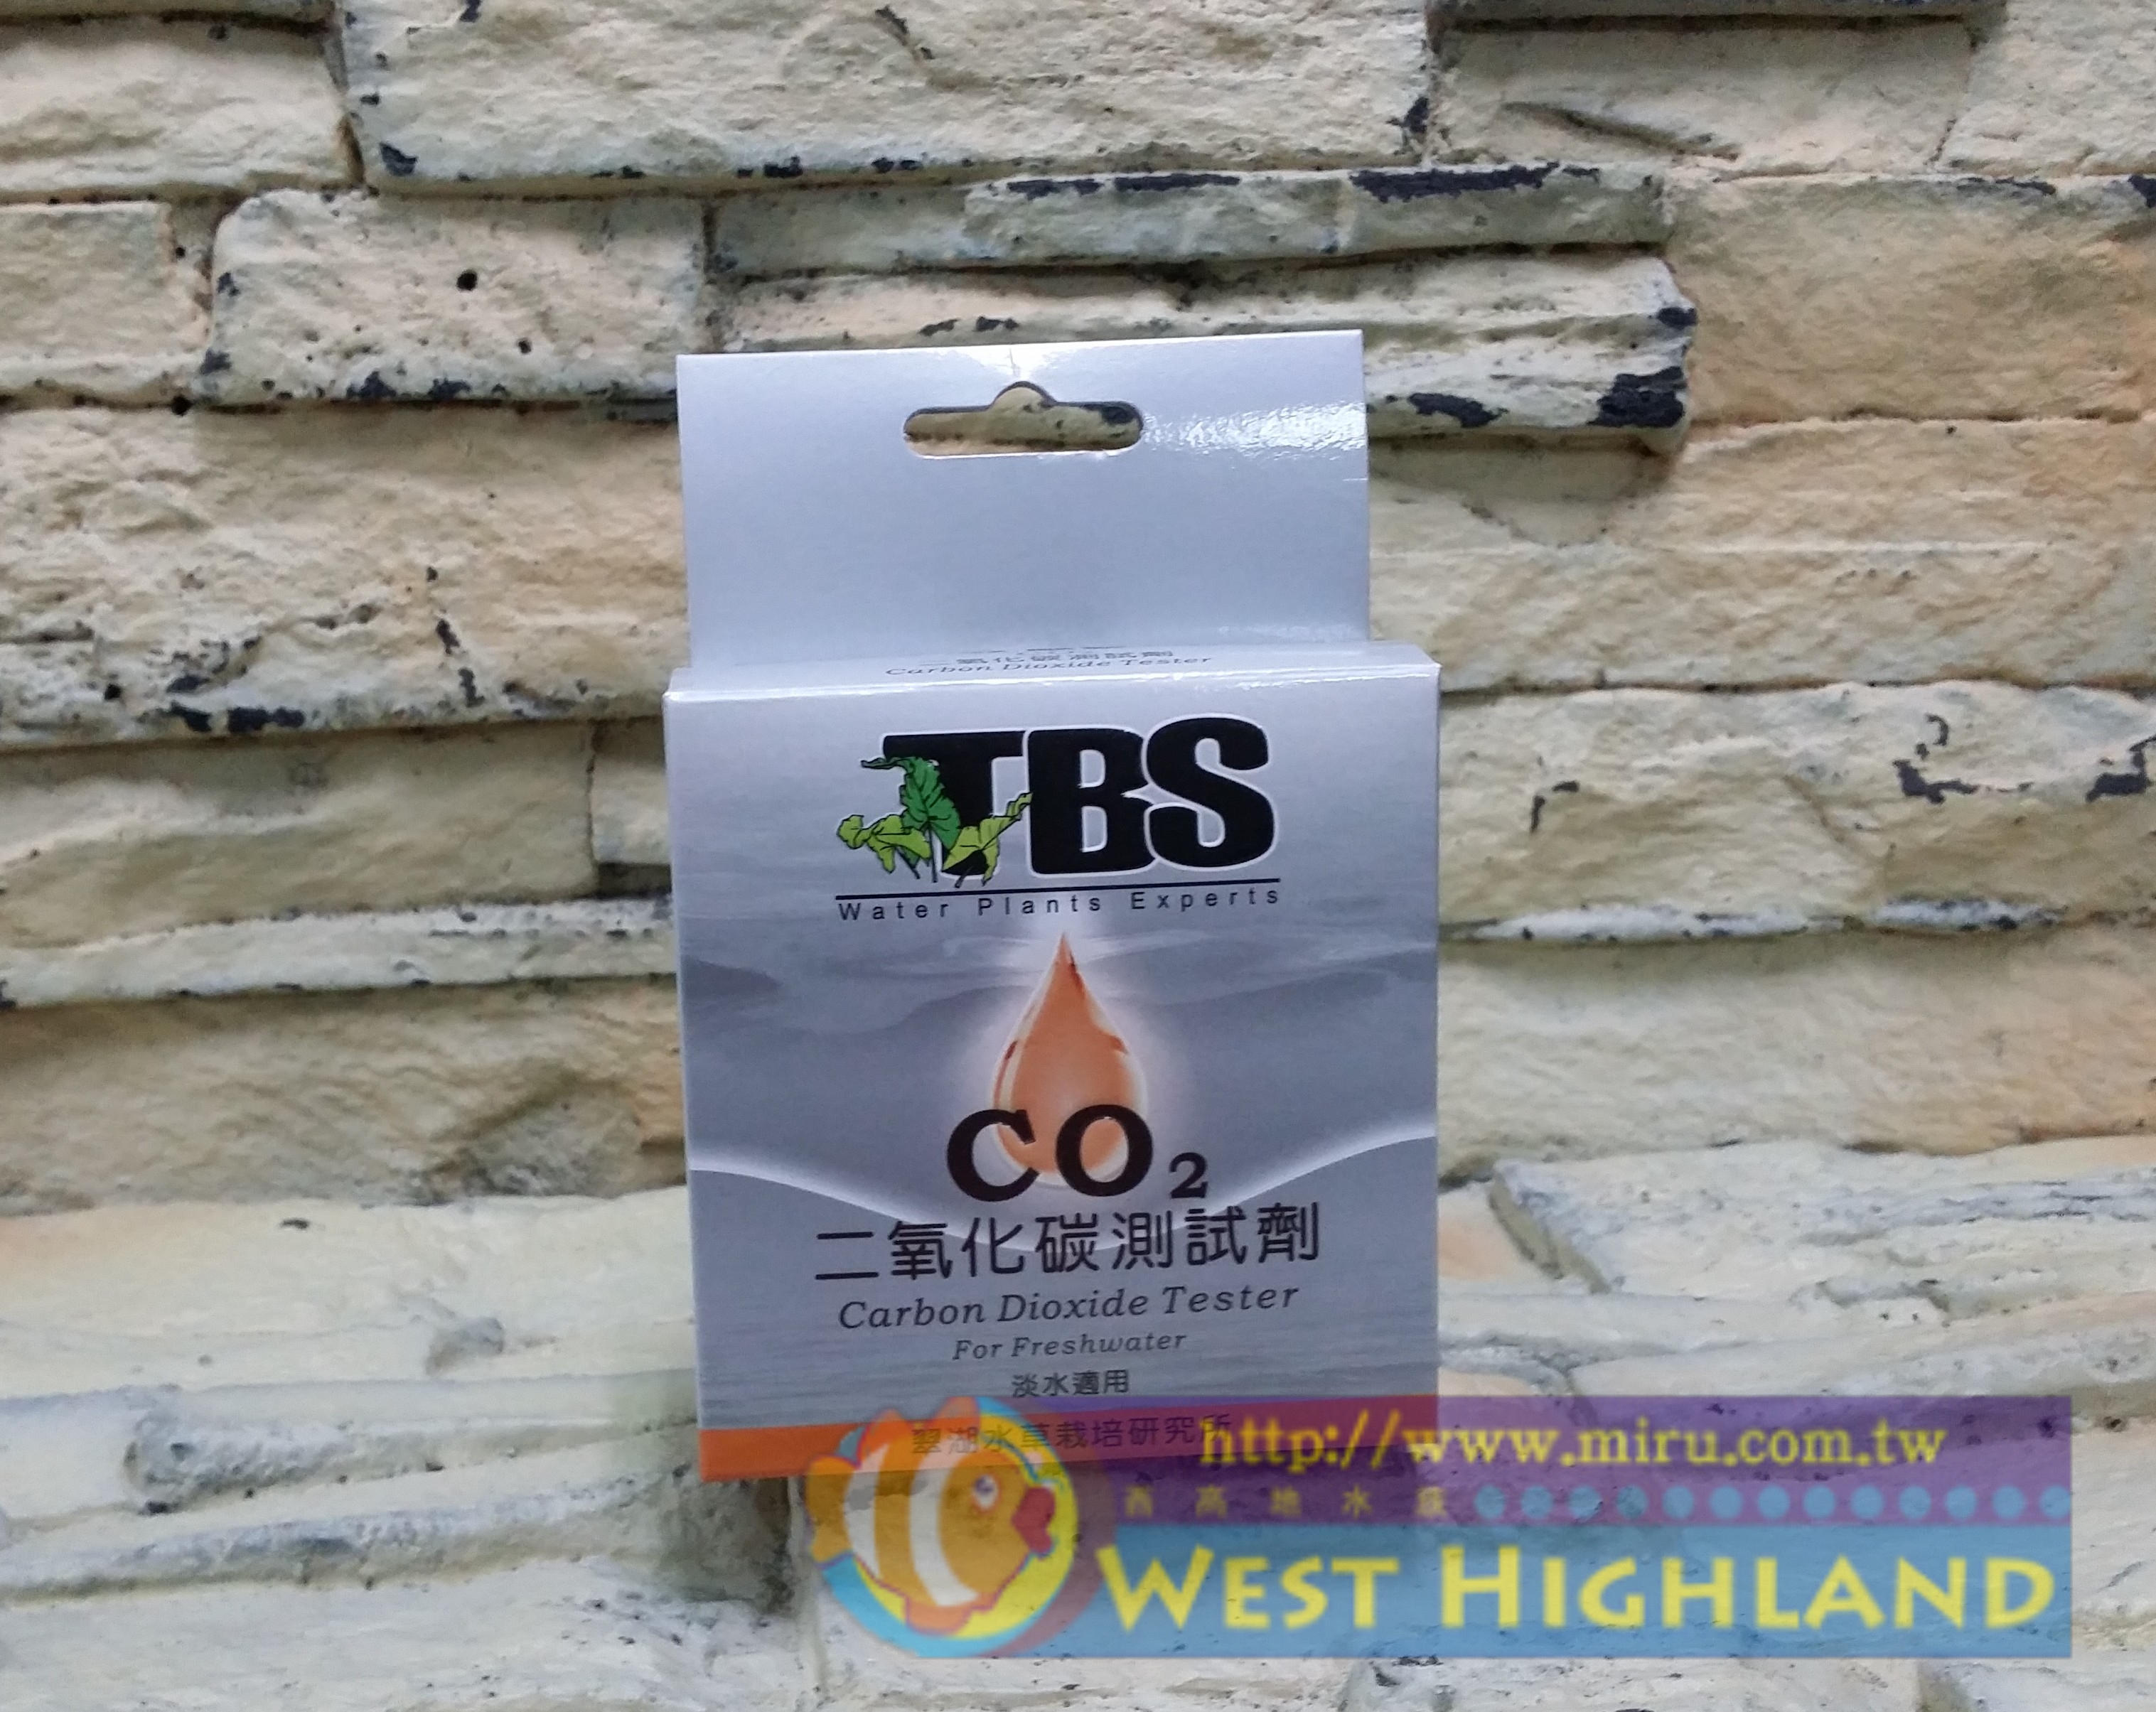 二氧化碳測試劑
Carbon Dioxide Tester
TBS
Water Plants Experts
CO₂
二氧化碳測試劑
Carbon Dioxide Tester
For Freshwater
淡水適用
翠湖水草栽培研究所
http://www.miru.com.tw
西高地水族
WEST HIGHLAND